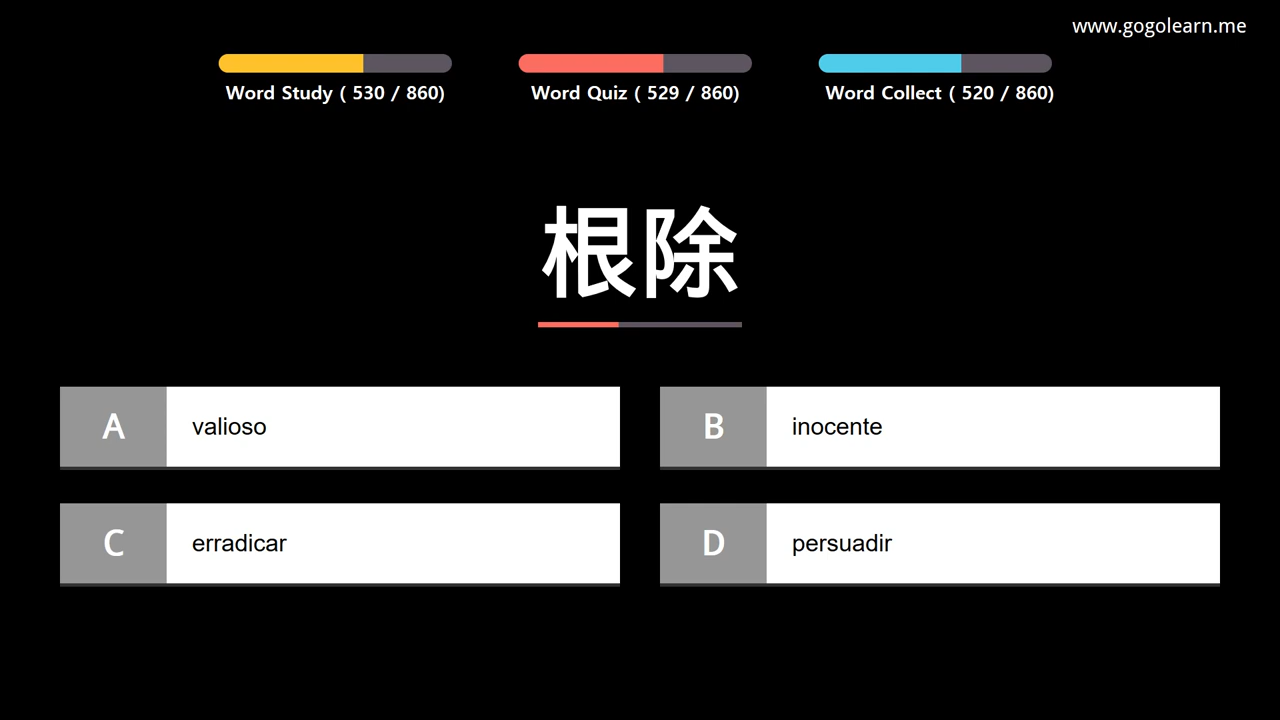 www.gogolearn.me
Word Study ( 530 / 860)
Word Quiz ( 529 / 860)
Word Collect ( 520 / 860)
根除
A valioso
B inocente
C erradicar
D persuadir